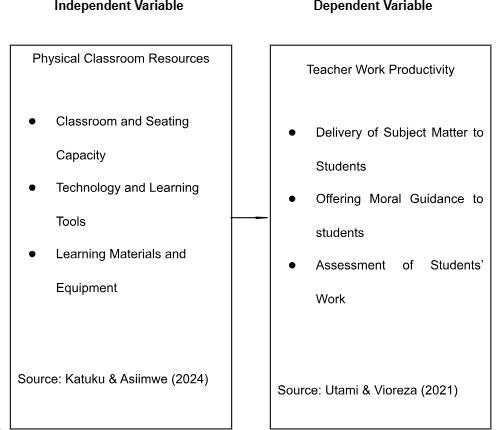 Independent Variable
Dependent Variable
Physical Classroom Resources
● Classroom and Seating
Capacity
● Technology and Learning
Tools
● Learning Materials and
Equipment
Source: Katuku & Asiimwe (2024)
Teacher Work Productivity
● Delivery of Subject Matter to
Students
● Offering Moral Guidance to
students
● Assessment of Students’
Work
Source: Utami & Vioreza (2021)